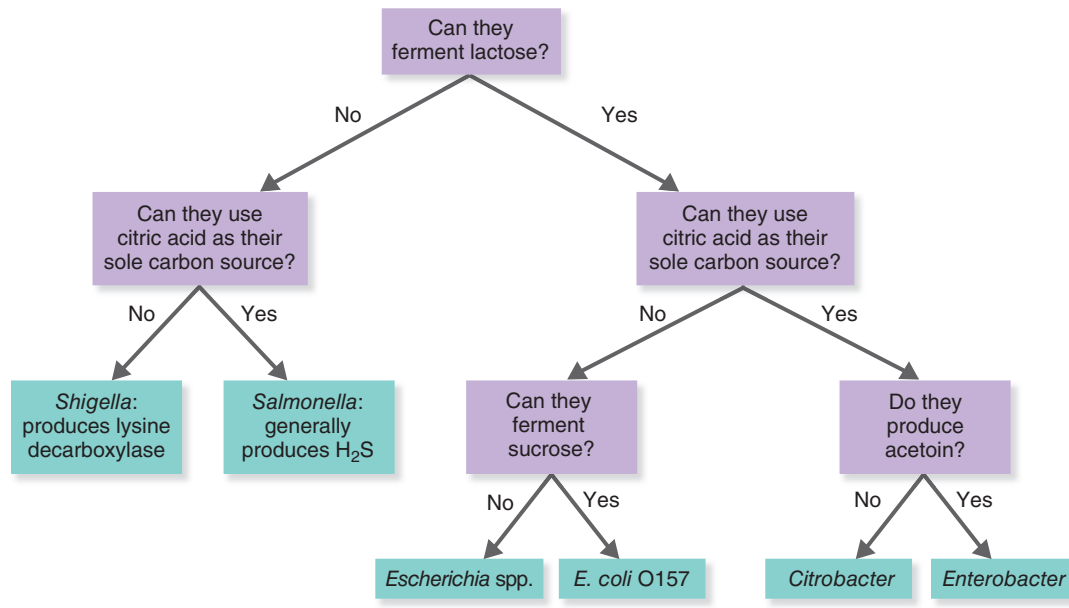 Can they
ferment lactose?
No
Yes
Can they use
citric acid as their
sole carbon source?
Can they use
citric acid as their
sole carbon source?
No
Yes
No
Yes
Shigella:
produces lysine
decarboxylase
Salmonella:
generally
produces H₂S
Can they
ferment
sucrose?
Do they
produce
acetoin?
No
Yes
No
Yes
Escherichia spp.
E. coli O157
Citrobacter
Enterobacter